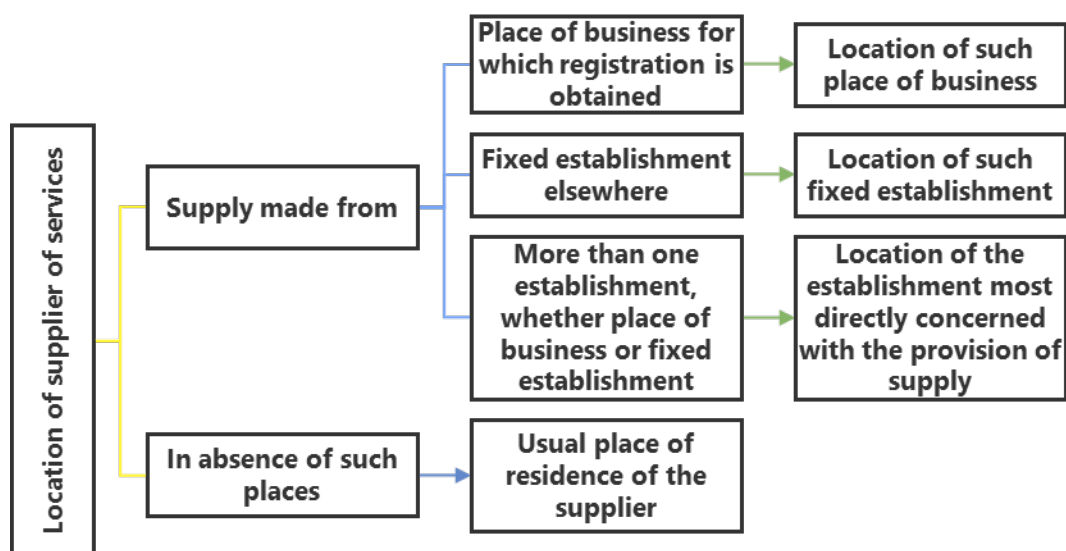 Location of supplier of services
Supply made from
Place of business for
which registration is
obtained
Location of such
place of business
Fixed establishment
elsewhere
Location of such
fixed establishment
More than one
establishment,
whether place of
business or fixed
establishment
Location of the
establishment most
directly concerned
with the provision of
supply
In absence of such
places
Usual place of
residence of the
supplier